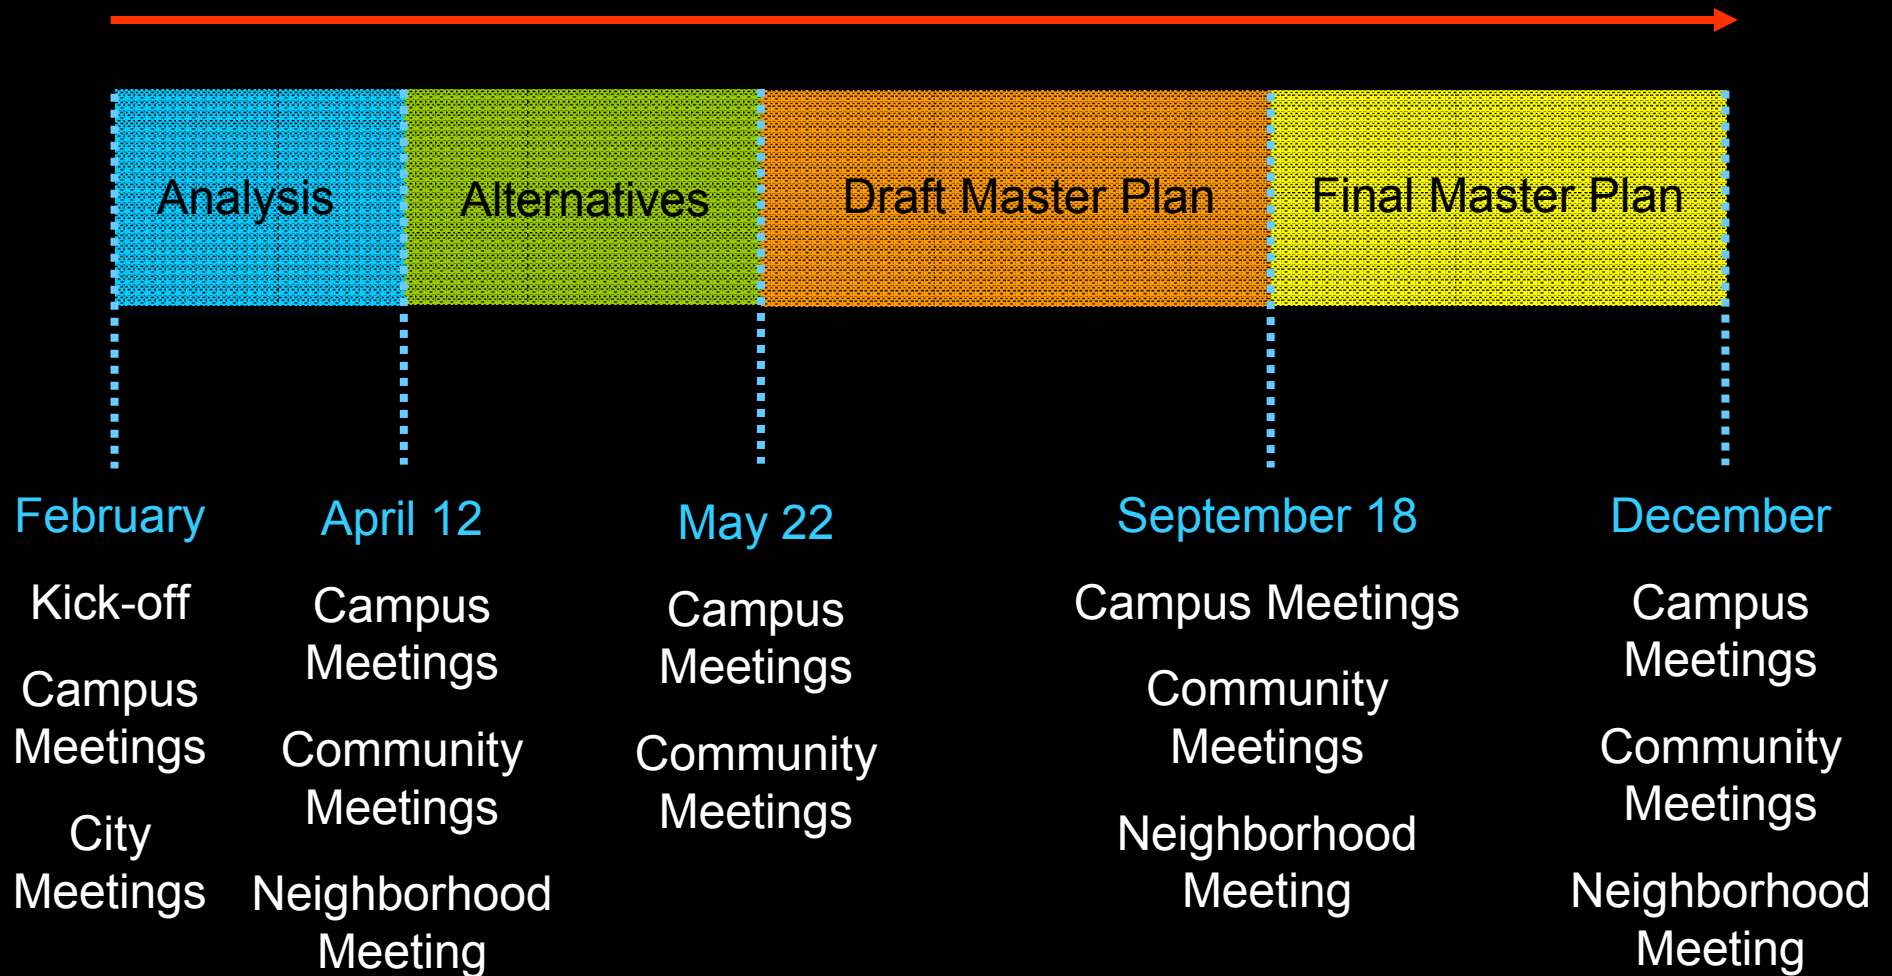 Analysis
Alternatives
Draft Master Plan
Final Master Plan
February
Kick-off
Campus
Meetings
City
Meetings
April 12
Campus
Meetings
Community
Meetings
Neighborhood
Meeting
May 22
Campus
Meetings
Community
Meetings
September 18
Campus Meetings
Community
Meetings
Neighborhood
Meeting
December
Campus
Meetings
Community
Meetings
Neighborhood
Meeting